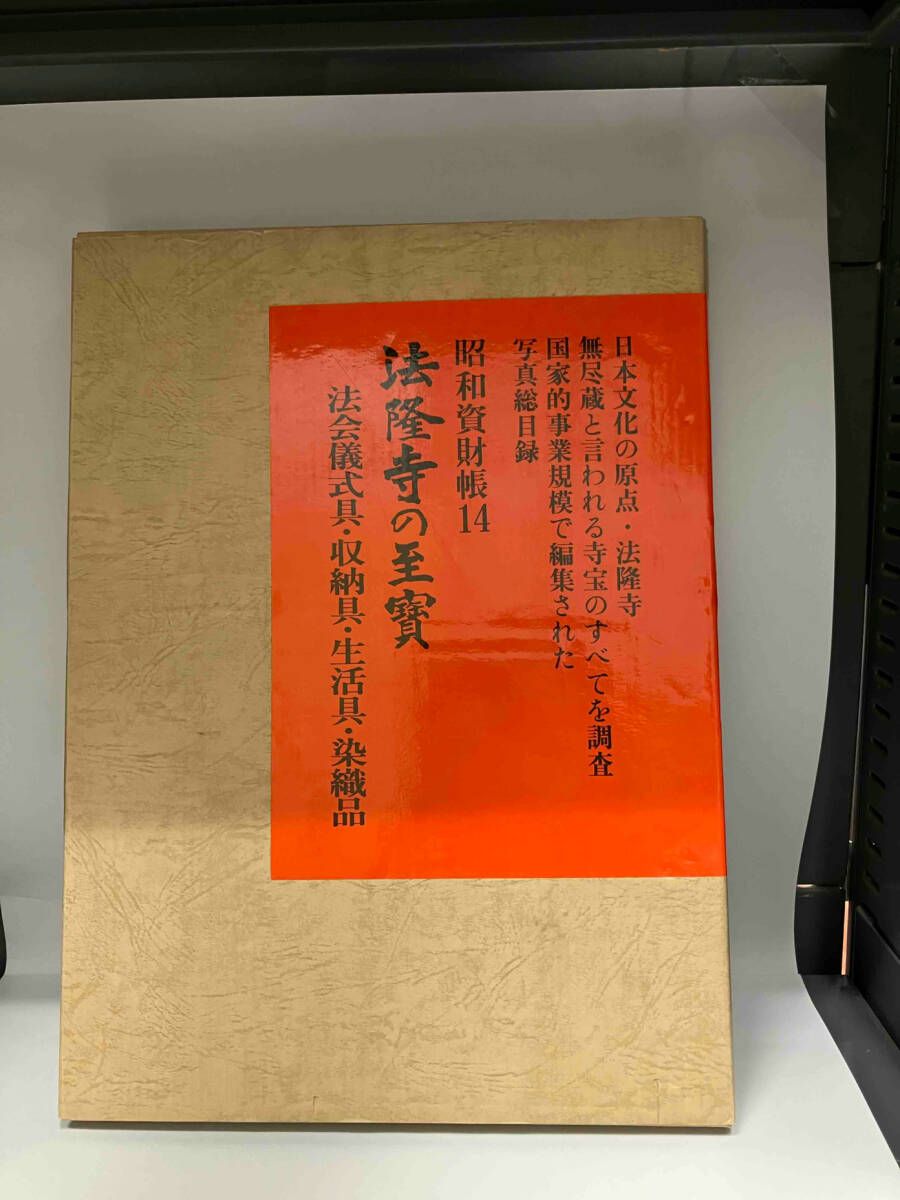 日本文化の原点・法隆寺
無尽蔵と言われる寺宝のすべてを調査
国家的事業規模で編集された
写真総目録
昭和資財帳14
法隆寺の至寶
法会儀式具・収納具・生活具・染織品